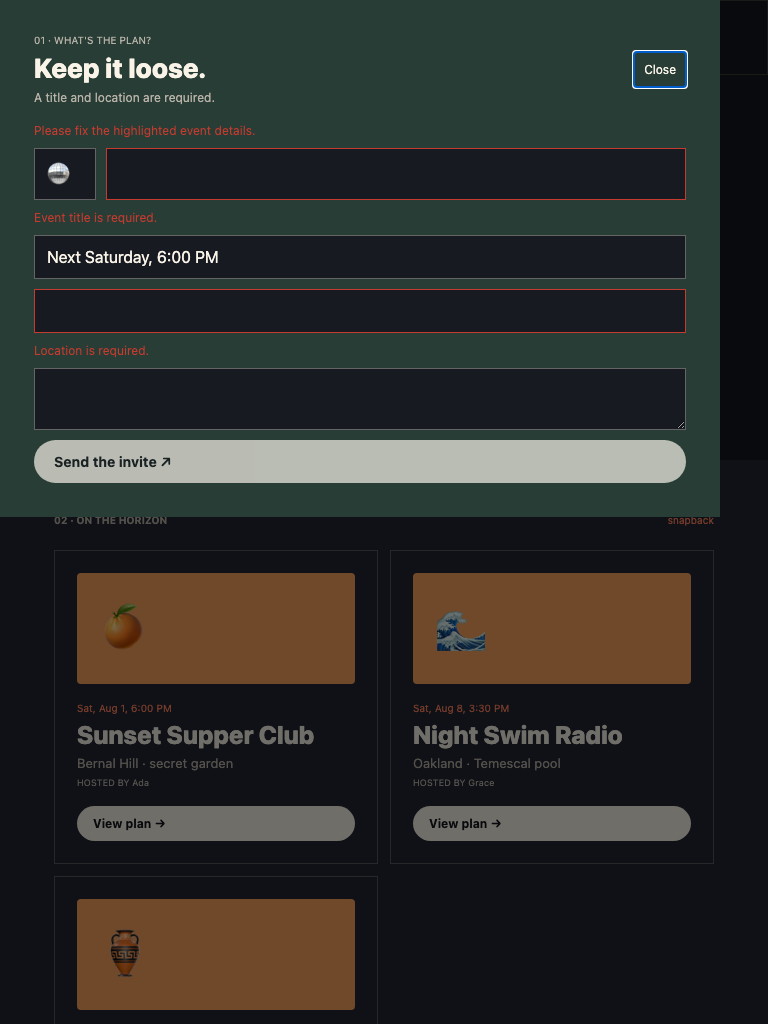 01 · WHAT'S THE PLAN?
Keep it loose.
Close
A title and location are required.
Please fix the highlighted event details.
Event title is required.
Next Saturday, 6:00 PM
Location is required.
Send the invite ↗
02 · ON THE HORIZON
snapback
Sat, Aug 1, 6:00 PM
Sunset Supper Club
Bernal Hill · secret garden
HOSTED BY Ada
View plan →
Sat, Aug 8, 3:30 PM
Night Swim Radio
Oakland · Temescal pool
HOSTED BY Grace
View plan →